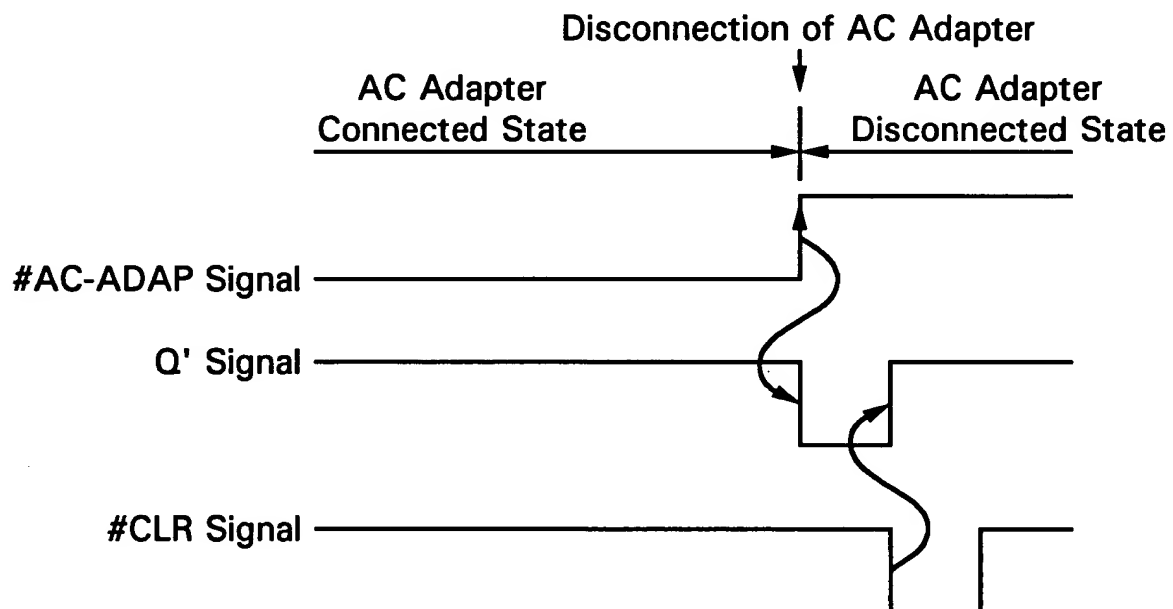 Disconnection of AC Adapter
AC Adapter
Connected State
AC Adapter
Disconnected State
#AC-ADAP Signal
Q' Signal
#CLR Signal